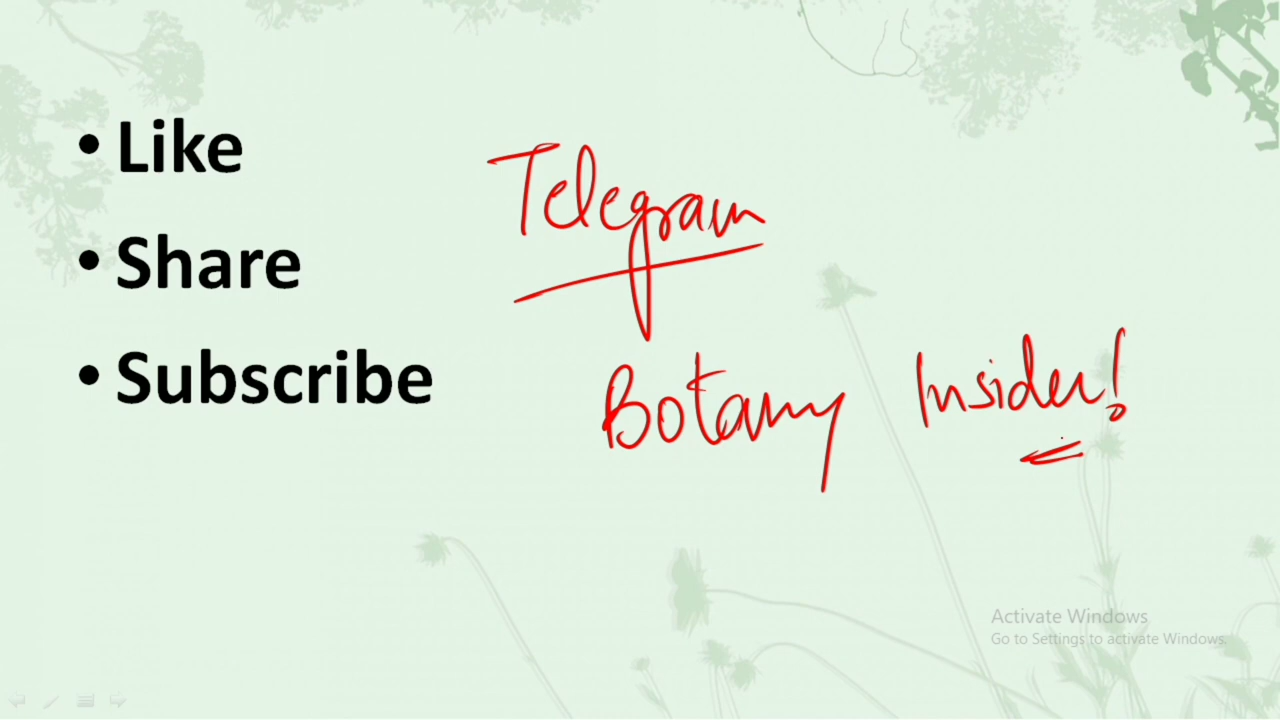 • Like
• Share
• Subscribe
Telegram
Botany Insider!
Activate Windows
Go to Settings to activate Windows.